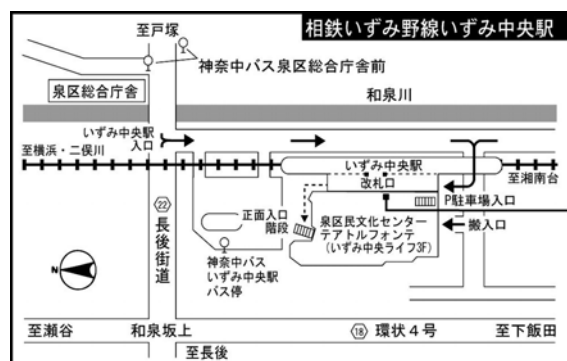 相鉄いずみ野線いずみ中央駅
至戸塚
神奈中バス泉区総合庁舎前
泉区総合庁舎
和泉川
いずみ中央駅
入口
至横浜・二俣川
いずみ中央駅
改札口
至湘南台
P駐車場入口
22
長後街道
正面入口
階段
泉区民文化センター
テアトルフォンテ
(いずみ中央ライフ3F)
搬入口
神奈中バス
いずみ中央駅
バス停
N
至瀬谷
和泉坂上
18
環状4号
至下飯田
至長後